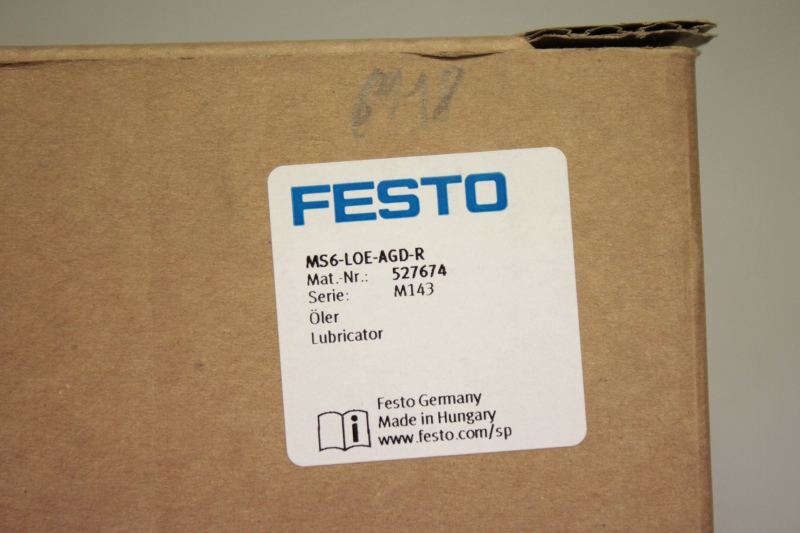 FESTO
MS6-LOE-AGD-R
Mat.-Nr.: 527674
Serie: M143
Öler
Lubricator
Festo Germany
Made in Hungary
www.festo.com/sp